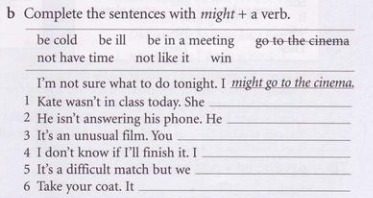 b Complete the sentences with might + a verb.
be cold be ill be in a meeting go to the cinema
not have time not like it win
I'm not sure what to do tonight. I might go to the cinema.
1 Kate wasn't in class today. She
2 He isn't answering his phone. He
3 It's an unusual film. You
4 I don't know if I'll finish it. I
5 It's a difficult match but we
6 Take your coat. It